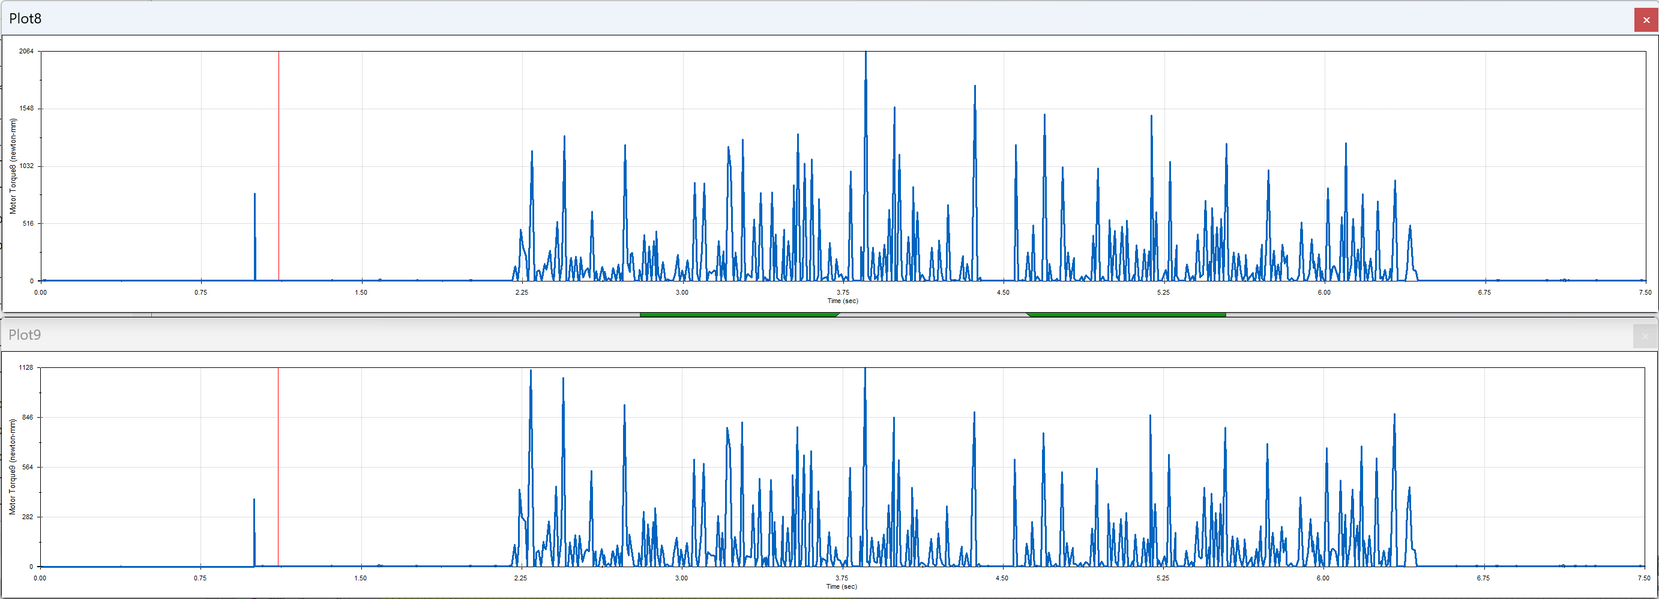 Plot8
2064
1548
1032
516
0
Motor Torque8 (newton-mm)
0.00 0.75 1.50 2.25 3.00 3.75 4.50 5.25 6.00 6.75 7.50
Time (sec)
Plot9
1128
846
564
282
0
Motor Torque9 (newton-mm)
0.00 0.75 1.50 2.25 3.00 3.75 4.50 5.25 6.00 6.75 7.50
Time (sec)